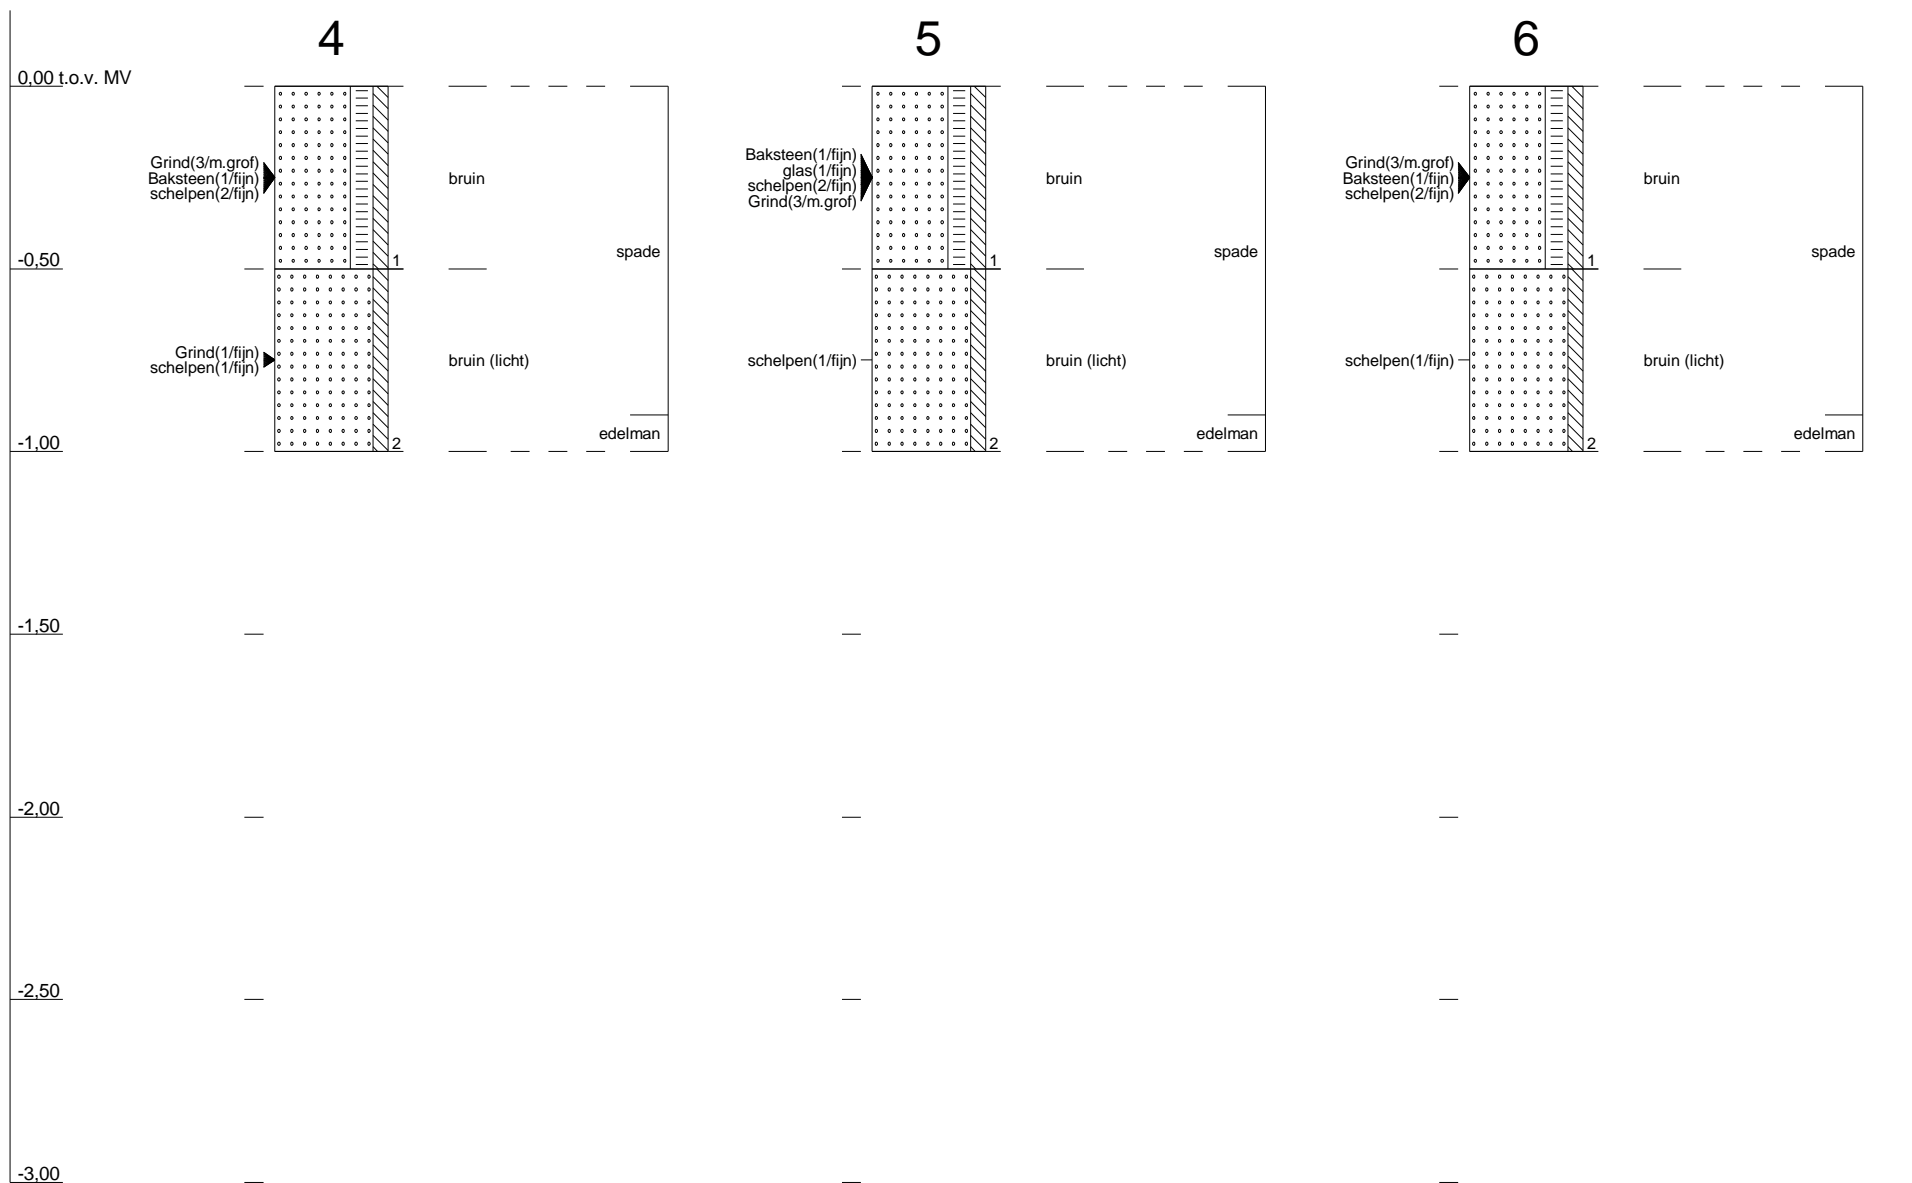 4
5
6
0,00 t.o.v. MV
Grind(3/m.grof)
Baksteen(1/fijn)
schelpen(2/fijn)
bruin
spade
1
Grind(1/fijn)
schelpen(1/fijn)
bruin (licht)
edelman
2
Baksteen(1/fijn)
glas(1/fijn)
schelpen(2/fijn)
Grind(3/m.grof)
bruin
spade
1
schelpen(1/fijn)
bruin (licht)
edelman
2
Grind(3/m.grof)
Baksteen(1/fijn)
schelpen(2/fijn)
bruin
spade
1
schelpen(1/fijn)
bruin (licht)
edelman
2
-0,50
-1,00
-1,50
-2,00
-2,50
-3,00